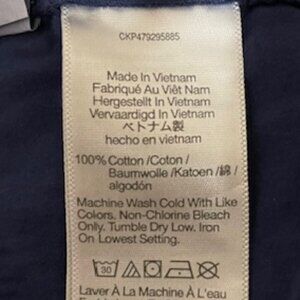 CKP479295885
Made In Vietnam
Fabriqué Au Việt Nam
Hergestellt In Vietnam
Vervaardigd In Vietnam
ベトナム製
hecho en vietnam
100% Cotton /Coton /
Baumwolle /Katoen /綿 /
algodón
Machine Wash Cold With Like
Colors. Non-Chlorine Bleach
Only. Tumble Dry Low. Iron
On Lowest Setting.
30
Laver À La Machine À L'eau